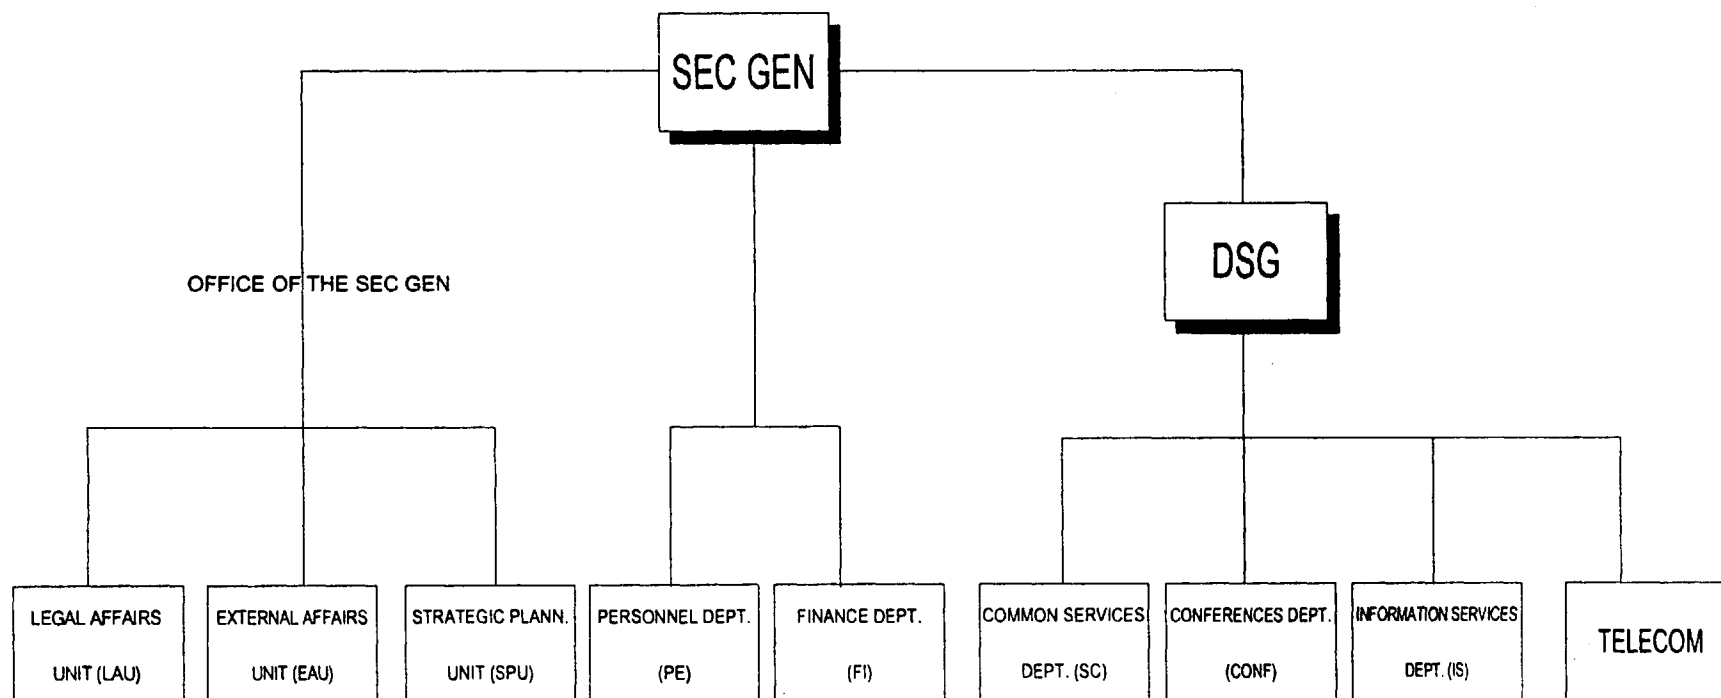 SEC GEN
DSG
OFFICE OF THE SEC GEN
LEGAL AFFAIRS
UNIT (LAU)
EXTERNAL AFFAIRS
UNIT (EAU)
STRATEGIC PLANN.
UNIT (SPU)
PERSONNEL DEPT.
(PE)
FINANCE DEPT.
(FI)
COMMON SERVICES
DEPT. (SC)
CONFERENCES DEPT.
(CONF)
INFORMATION SERVICES
DEPT. (IS)
TELECOM